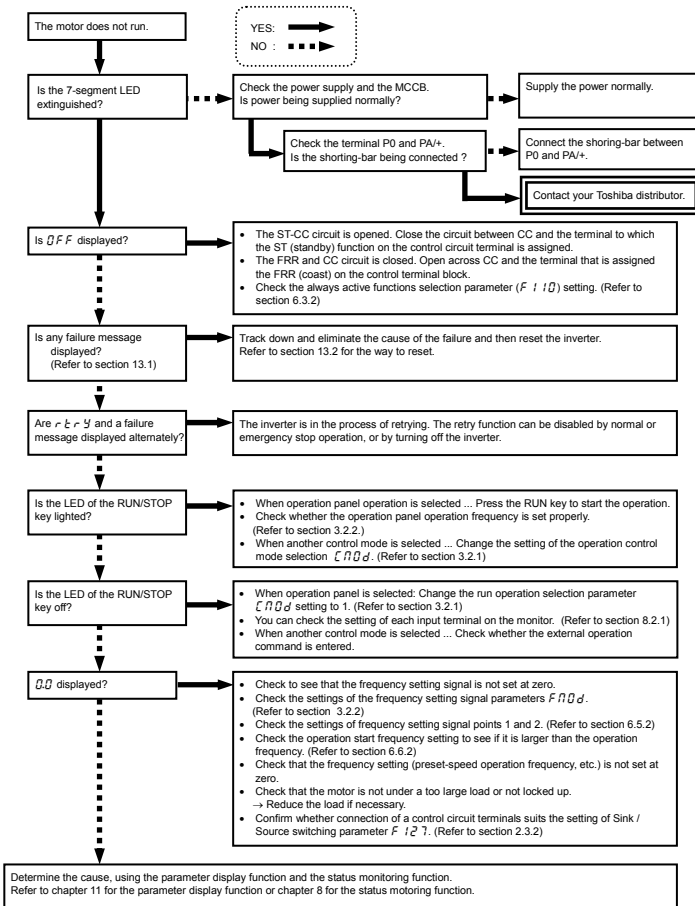 The motor does not run.
YES:
NO :
Is the 7-segment LED
extinguished?
Check the power supply and the MCCB.
Is power being supplied normally?
Supply the power normally.
Check the terminal P0 and PA/+.
Is the shorting-bar being connected ?
Connect the shoring-bar between
P0 and PA/+.
Contact your Toshiba distributor.
Is OFF displayed?
• The ST-CC circuit is opened. Close the circuit between CC and the terminal to which
the ST (standby) function on the control circuit terminal is assigned.
• The FRR and CC circuit is closed. Open across CC and the terminal that is assigned
the FRR (coast) on the control terminal block.
• Check the always active functions selection parameter (F110) setting. (Refer to
section 6.3.2)
Is any failure message
displayed?
(Refer to section 13.1)
Track down and eliminate the cause of the failure and then reset the inverter.
Refer to section 13.2 for the way to reset.
Are rtrY and a failure
message displayed alternately?
The inverter is in the process of retrying. The retry function can be disabled by normal or
emergency stop operation, or by turning off the inverter.
Is the LED of the RUN/STOP
key lighted?
• When operation panel operation is selected ... Press the RUN key to start the operation.
• Check whether the operation panel operation frequency is set properly.
(Refer to section 3.2.2.)
• When another control mode is selected ... Change the setting of the operation control
mode selection CMOd. (Refer to section 3.2.1)
Is the LED of the RUN/STOP
key off?
• When operation panel is selected: Change the run operation selection parameter
CMOd setting to 1. (Refer to section 3.2.1)
• You can check the setting of each input terminal on the monitor. (Refer to section 8.2.1)
• When another control mode is selected ... Check whether the external operation
command is entered.
0.0 displayed?
• Check to see that the frequency setting signal is not set at zero.
• Check the settings of the frequency setting signal parameters FMOd.
(Refer to section 3.2.2)
• Check the settings of frequency setting signal points 1 and 2. (Refer to section 6.5.2)
• Check the operation start frequency setting to see if it is larger than the operation
frequency. (Refer to section 6.6.2)
• Check that the frequency setting (preset-speed operation frequency, etc.) is not set at
zero.
• Check that the motor is not under a too large load or not locked up.
→ Reduce the load if necessary.
• Confirm whether connection of a control circuit terminals suits the setting of Sink /
Source switching parameter F127. (Refer to section 2.3.2)
Determine the cause, using the parameter display function and the status monitoring function.
Refer to chapter 11 for the parameter display function or chapter 8 for the status motoring function.